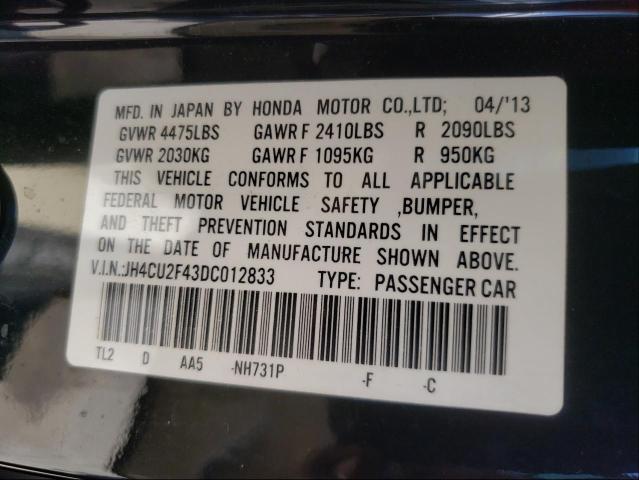 MFD. IN JAPAN BY HONDA MOTOR CO.,LTD; 04/'13
GVWR 4475LBS GAWR F 2410LBS R 2090LBS
GVWR 2030KG GAWR F 1095KG R 950KG
THIS VEHICLE CONFORMS TO ALL APPLICABLE
FEDERAL MOTOR VEHICLE SAFETY ,BUMPER,
AND THEFT PREVENTION STANDARDS IN EFFECT
ON THE DATE OF MANUFACTURE SHOWN ABOVE.
V.I.N.:JH4CU2F43DC012833 TYPE: PASSENGER CAR
TL2 D AA5 -NH731P -F -C